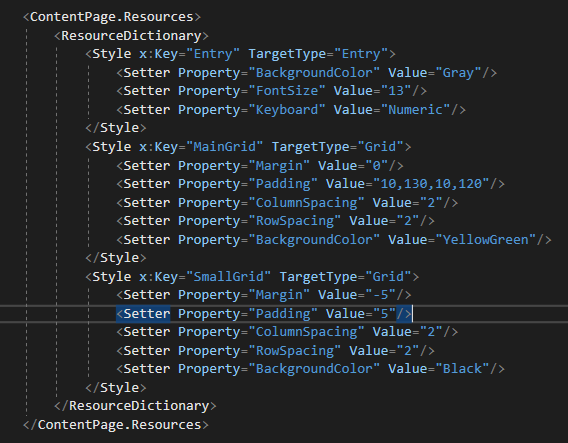 <ContentPage.Resources>
<ResourceDictionary>
<Style x:Key="Entry" TargetType="Entry">
<Setter Property="BackgroundColor" Value="Gray"/>
<Setter Property="FontSize" Value="13"/>
<Setter Property="Keyboard" Value="Numeric"/>
</Style>
<Style x:Key="MainGrid" TargetType="Grid">
<Setter Property="Margin" Value="0"/>
<Setter Property="Padding" Value="10,130,10,120"/>
<Setter Property="ColumnSpacing" Value="2"/>
<Setter Property="RowSpacing" Value="2"/>
<Setter Property="BackgroundColor" Value="YellowGreen"/>
</Style>
<Style x:Key="SmallGrid" TargetType="Grid">
<Setter Property="Margin" Value="-5"/>
<Setter Property="Padding" Value="5"/>
<Setter Property="ColumnSpacing" Value="2"/>
<Setter Property="RowSpacing" Value="2"/>
<Setter Property="BackgroundColor" Value="Black"/>
</Style>
</ResourceDictionary>
</ContentPage.Resources>